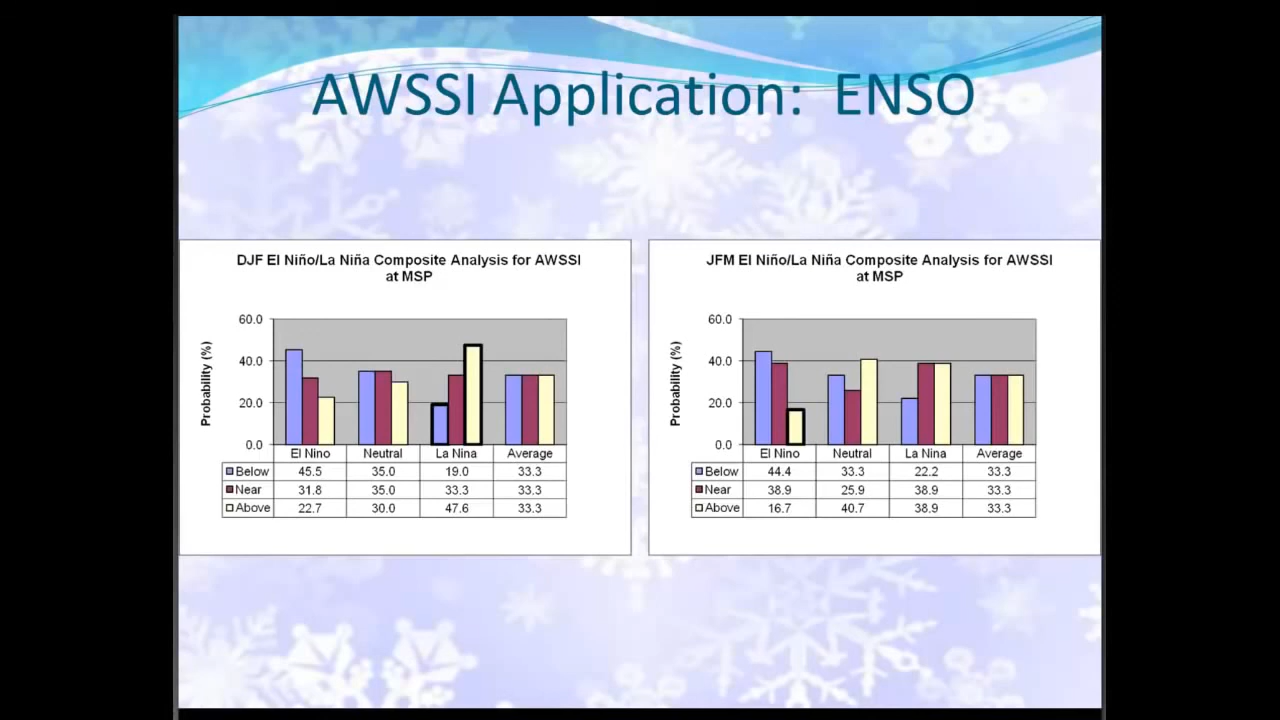 AWSSI Application:  ENSO
DJF El Niño/La Niña Composite Analysis for AWSSI
at MSP
Probability (%)
60.0
40.0
20.0
0.0
El Nino Neutral La Nina Average
Below 45.5 35.0 19.0 33.3
Near 31.8 35.0 33.3 33.3
Above 22.7 30.0 47.6 33.3
JFM El Niño/La Niña Composite Analysis for AWSSI
at MSP
Probability (%)
60.0
40.0
20.0
0.0
El Nino Neutral La Nina Average
Below 44.4 33.3 22.2 33.3
Near 38.9 25.9 38.9 33.3
Above 16.7 40.7 38.9 33.3